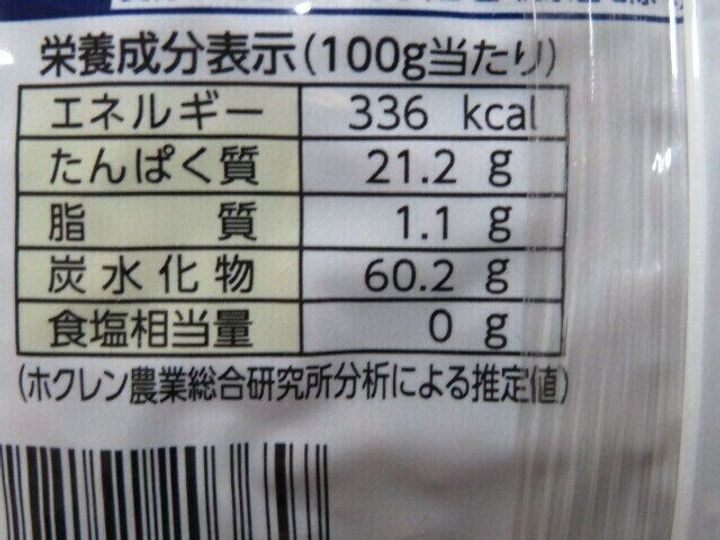 栄養成分表示(100g当たり)
エネルギー 336 kcal
たんぱく質 21.2 g
脂質 1.1 g
炭水化物 60.2 g
食塩相当量 0 g
(ホクレン農業総合研究所分析による推定値)